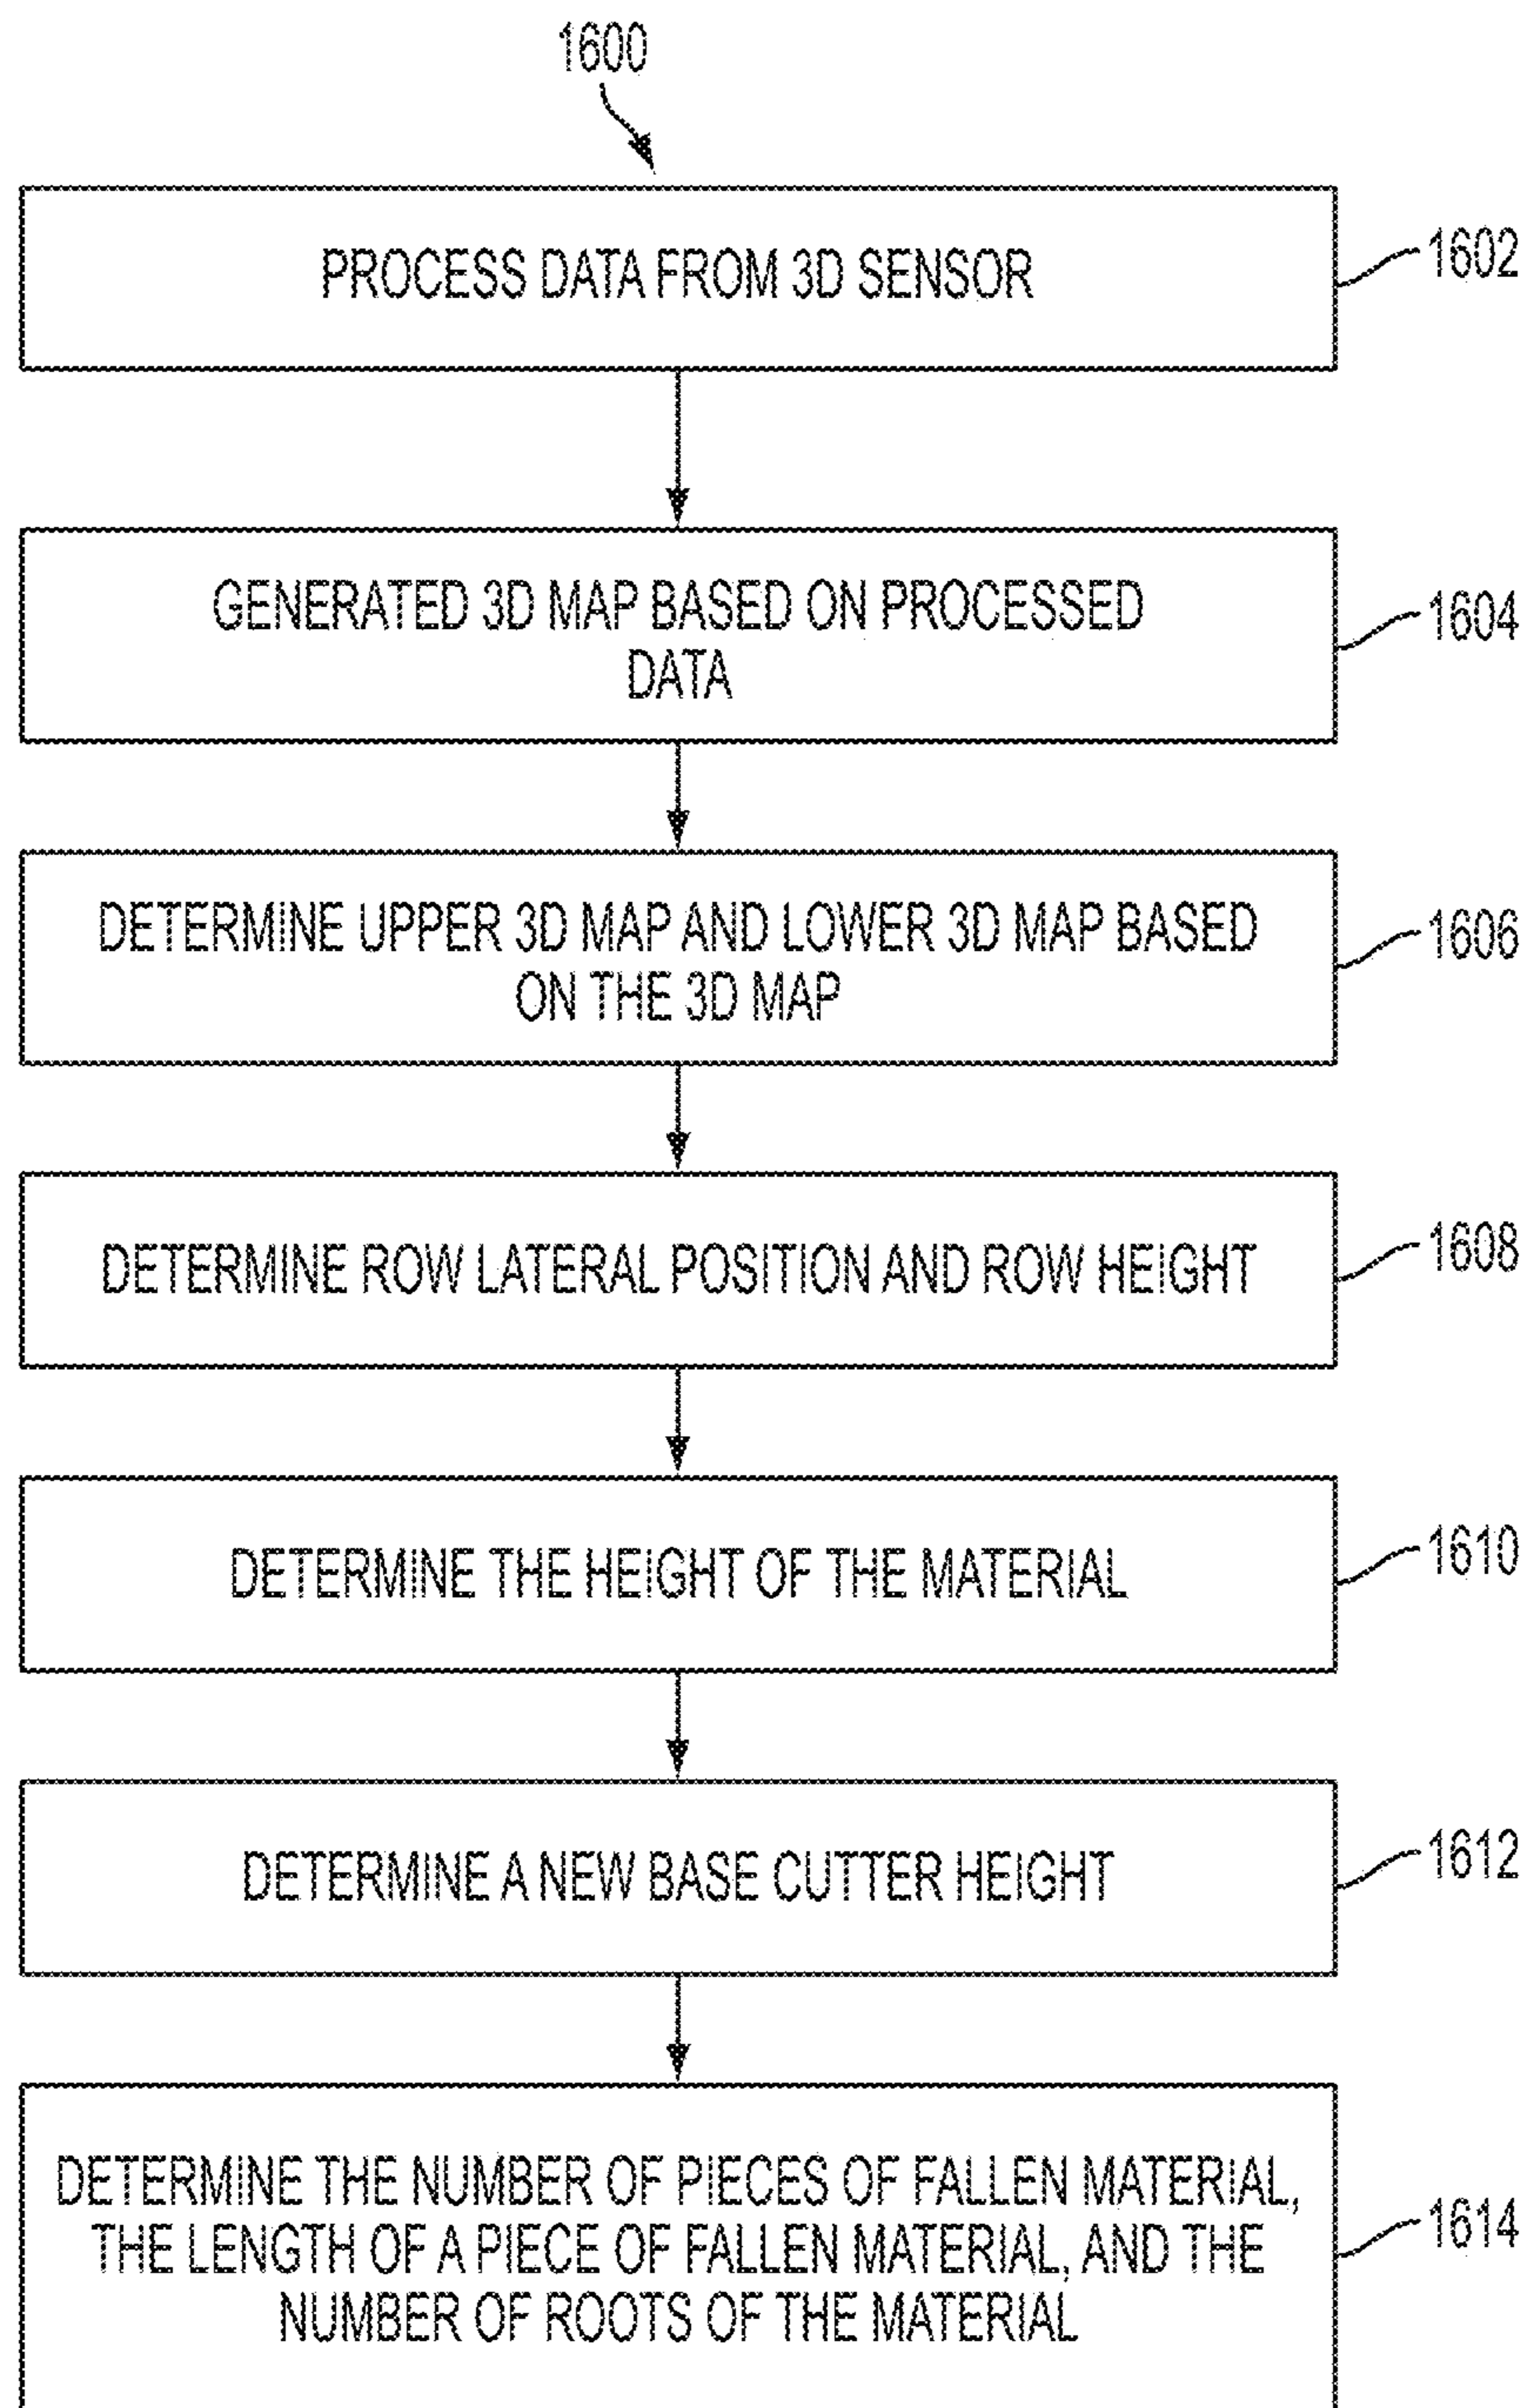 1600
PROCESS DATA FROM 3D SENSOR
1602
GENERATED 3D MAP BASED ON PROCESSED
DATA
1604
DETERMINE UPPER 3D MAP AND LOWER 3D MAP BASED
ON THE 3D MAP
1606
DETERMINE ROW LATERAL POSITION AND ROW HEIGHT
1608
DETERMINE THE HEIGHT OF THE MATERIAL
1610
DETERMINE A NEW BASE CUTTER HEIGHT
1612
DETERMINE THE NUMBER OF PIECES OF FALLEN MATERIAL,
THE LENGTH OF A PIECE OF FALLEN MATERIAL, AND THE
NUMBER OF ROOTS OF THE MATERIAL
1614